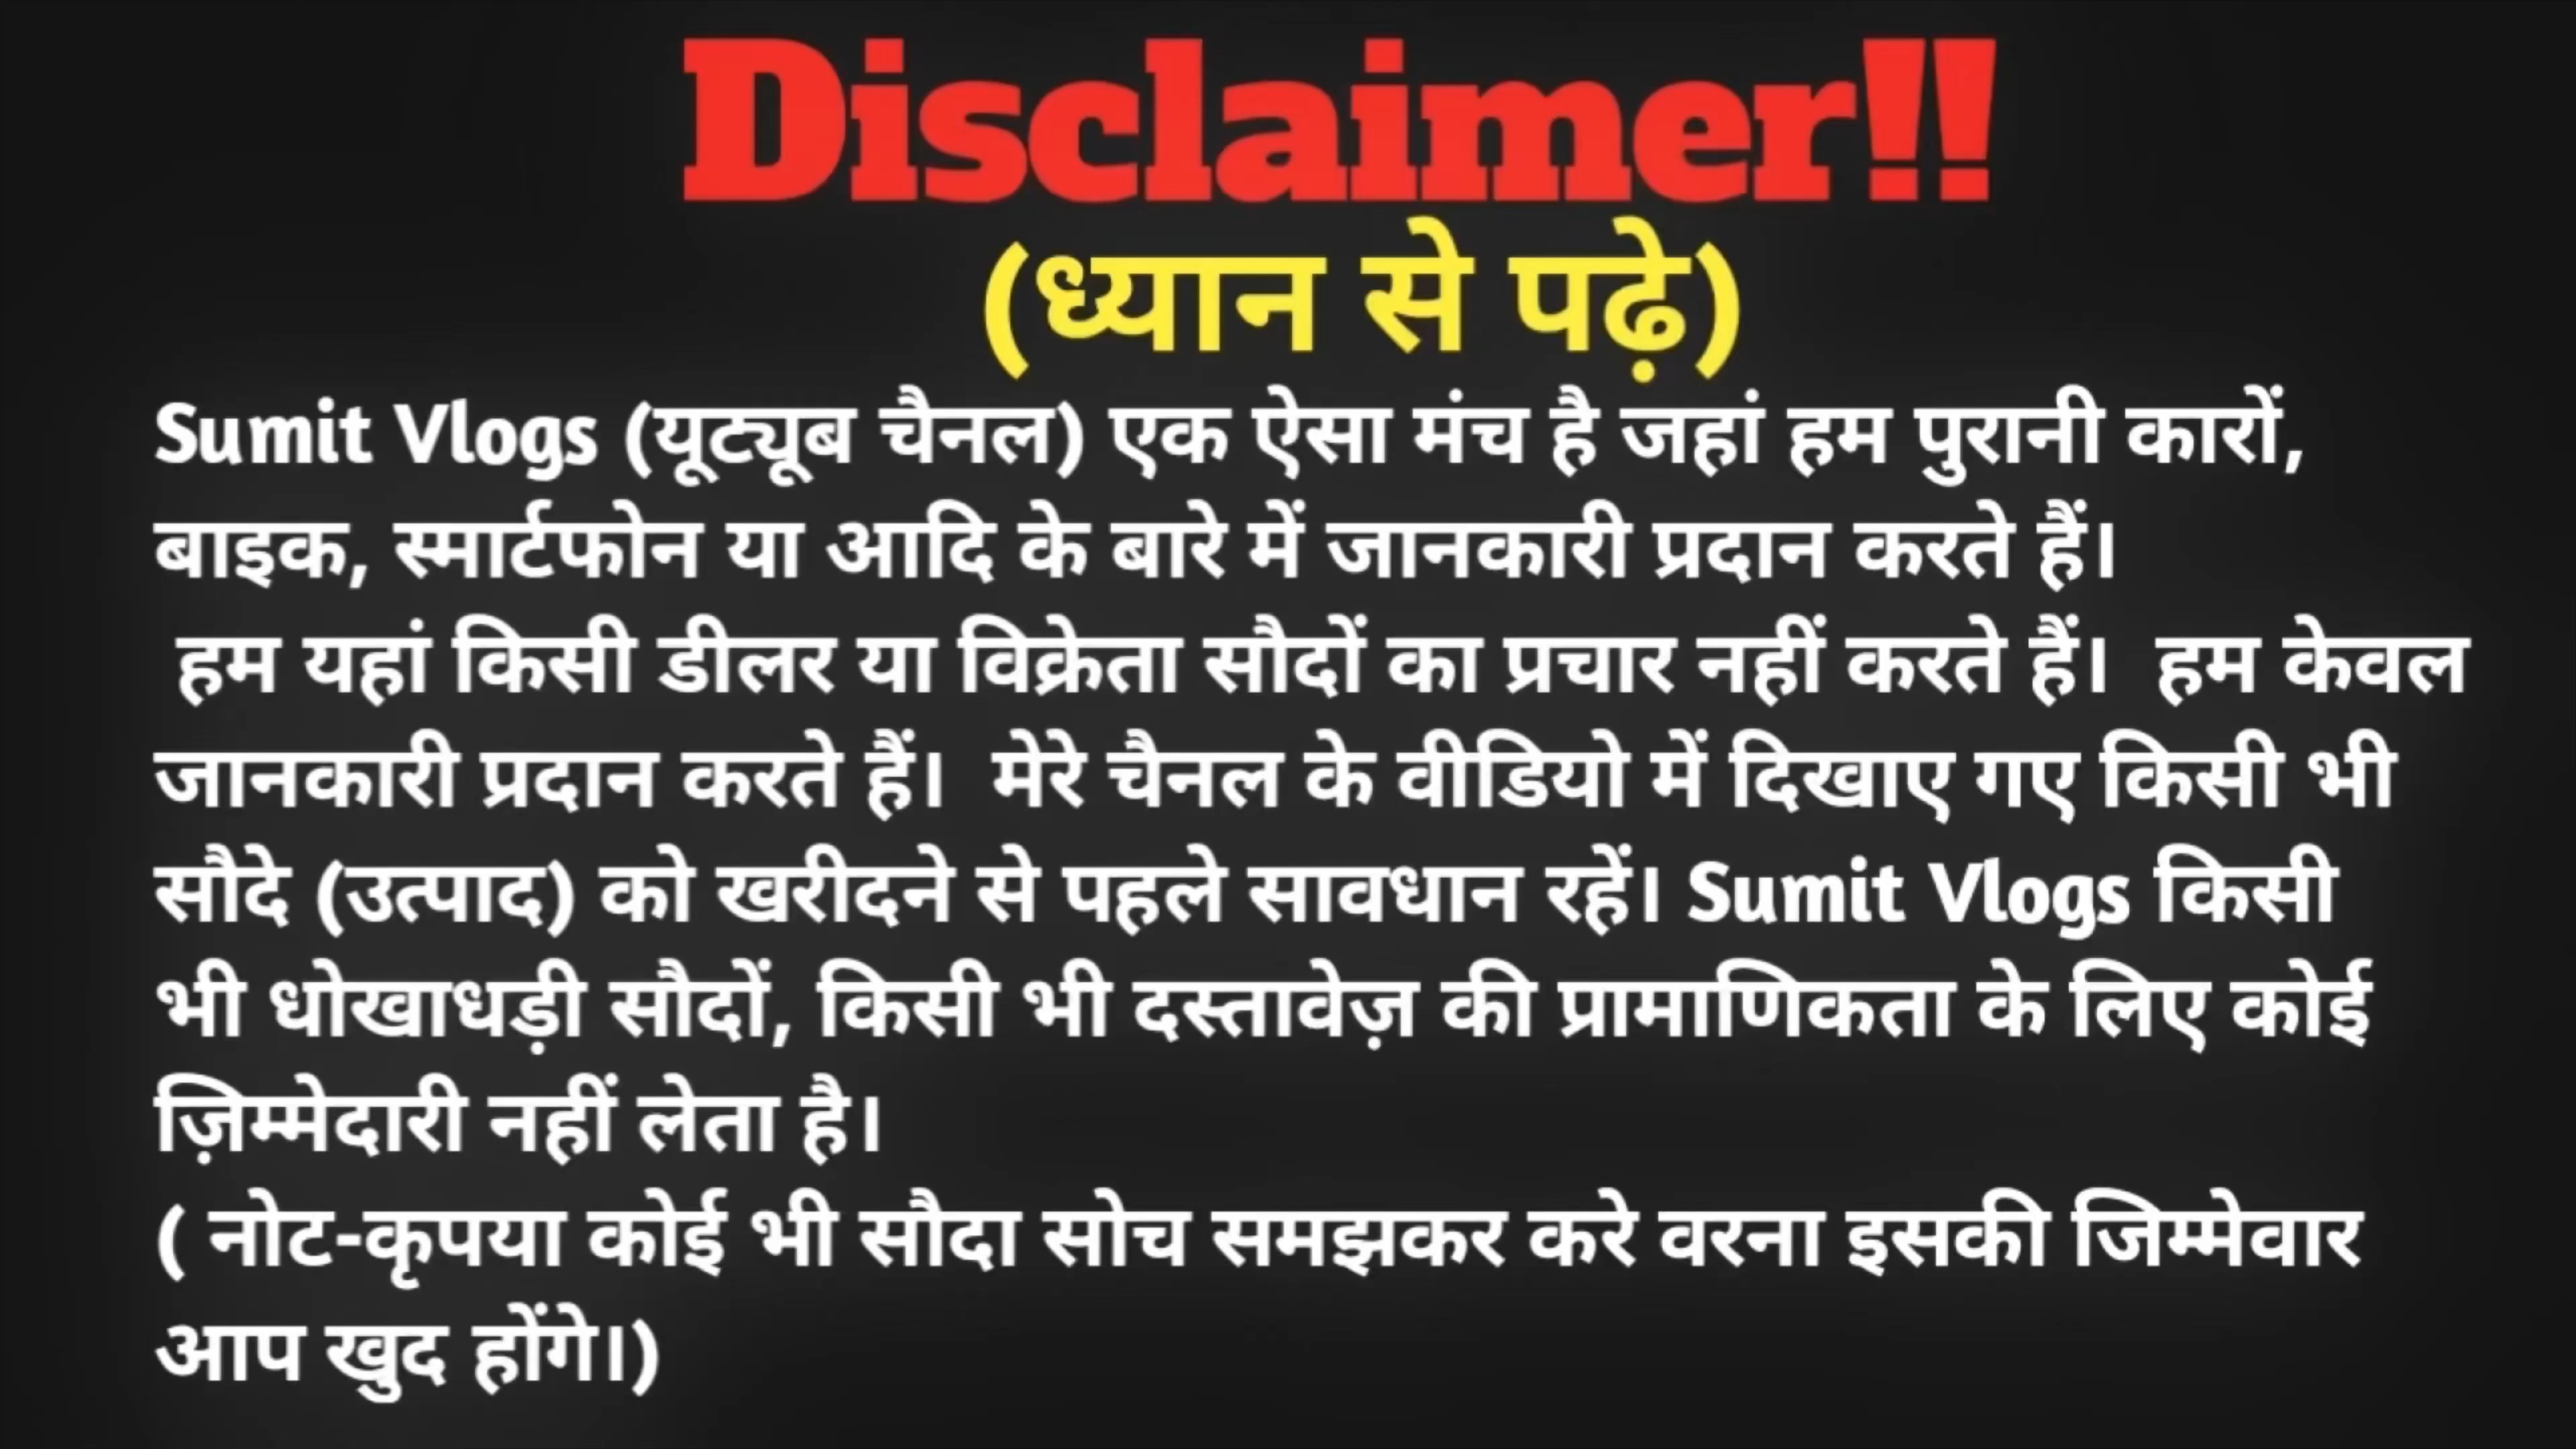 Disclaimer!!
(ध्यान से पढ़े)
Sumit Vlogs (यूट्यूब चैनल) एक ऐसा मंच है जहां हम पुरानी कारों,
बाइक, स्मार्टफोन या आदि के बारे में जानकारी प्रदान करते हैं।
हम यहां किसी डीलर या विक्रेता सौदों का प्रचार नहीं करते हैं। हम केवल
जानकारी प्रदान करते हैं। मेरे चैनल के वीडियो में दिखाए गए किसी भी
सौदे (उत्पाद) को खरीदने से पहले सावधान रहें। Sumit Vlogs किसी
भी धोखाधड़ी सौदों, किसी भी दस्तावेज़ की प्रामाणिकता के लिए कोई
ज़िम्मेदारी नहीं लेता है।
( नोट-कृपया कोई भी सौदा सोच समझकर करे वरना इसकी जिम्मेवार
आप खुद होंगे।)